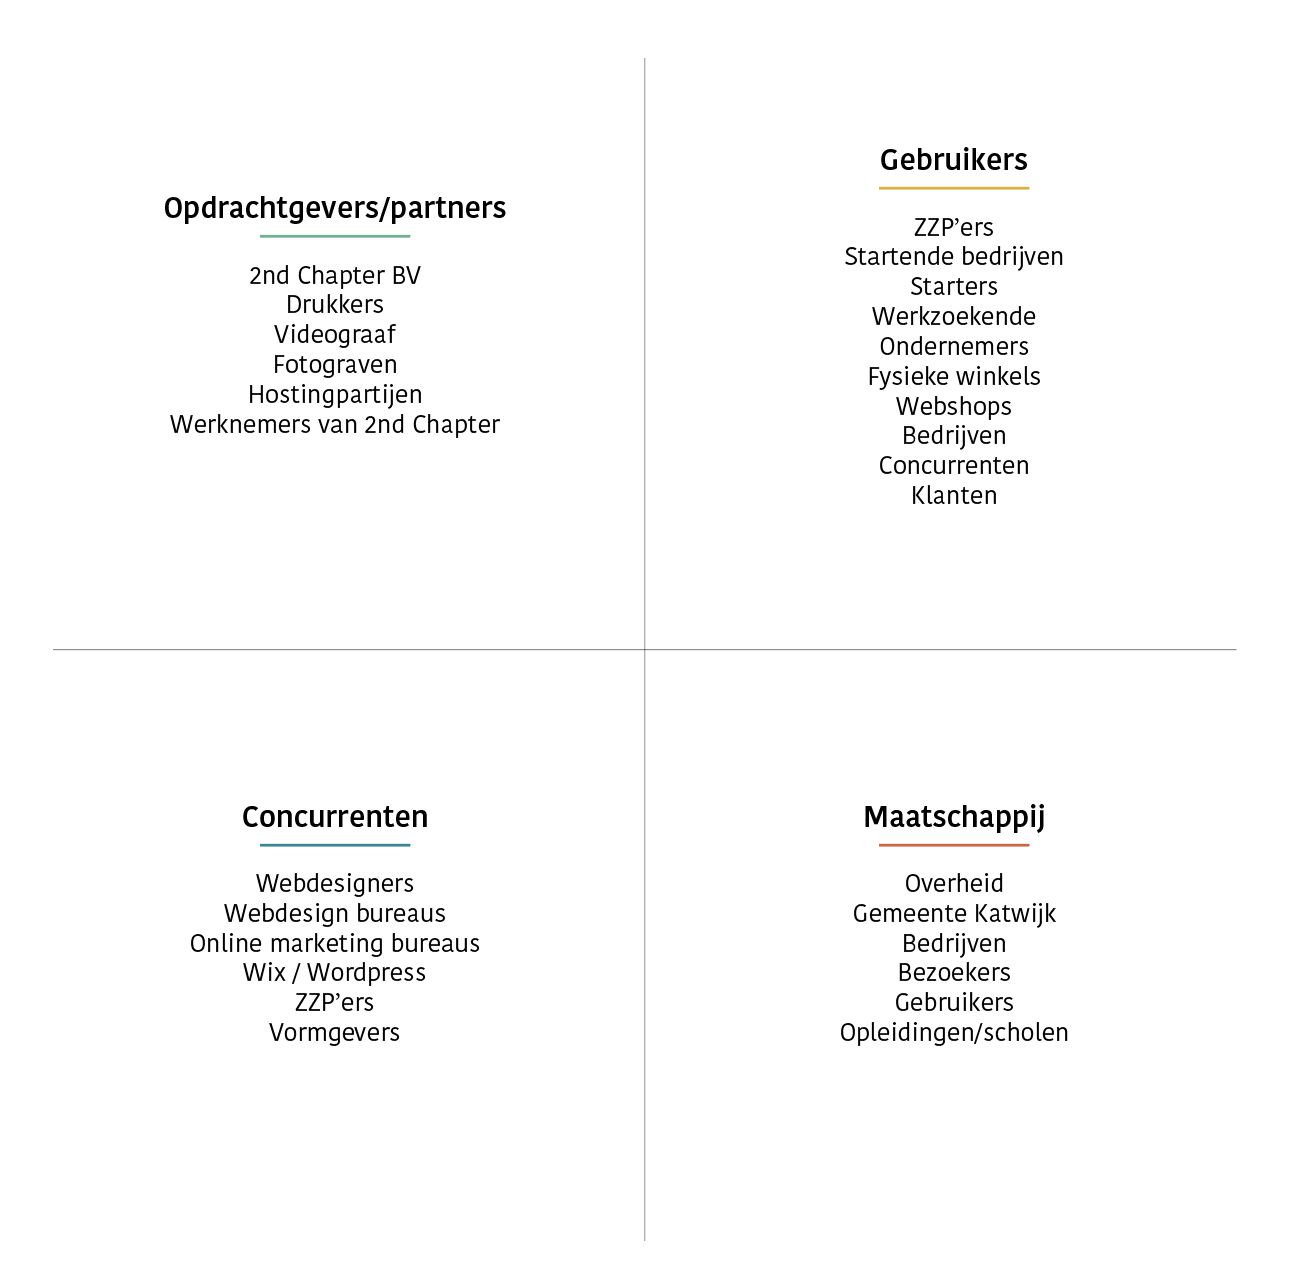 Opdrachtgevers/partners
2nd Chapter BV
Drukkers
Videograaf
Fotograven
Hostingpartijen
Werknemers van 2nd Chapter
Gebruikers
ZZP’ers
Startende bedrijven
Starters
Werkzoekende
Ondernemers
Fysieke winkels
Webshops
Bedrijven
Concurrenten
Klanten
Concurrenten
Webdesigners
Webdesign bureaus
Online marketing bureaus
Wix / Wordpress
ZZP’ers
Vormgevers
Maatschappij
Overheid
Gemeente Katwijk
Bedrijven
Bezoekers
Gebruikers
Opleidingen/scholen